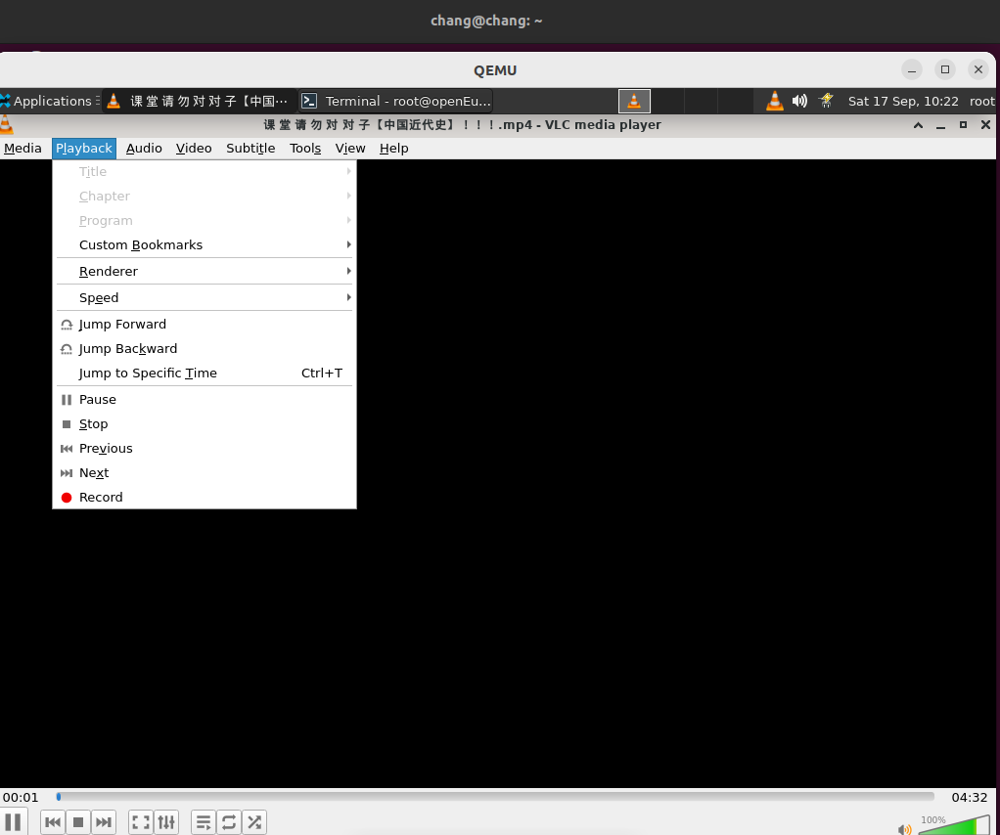 chang@chang: ~
QEMU
Applications 课堂请勿对对子【中国... Terminal - root@openEu... Sat 17 Sep, 10:22 root
课堂请勿对对子【中国近代史】！！！.mp4 - VLC media player
Media Playback Audio Video Subtitle Tools View Help
Title
Chapter
Program
Custom Bookmarks
Renderer
Speed
Jump Forward
Jump Backward
Jump to Specific Time Ctrl+T
Pause
Stop
Previous
Next
Record
00:01 04:32
100%